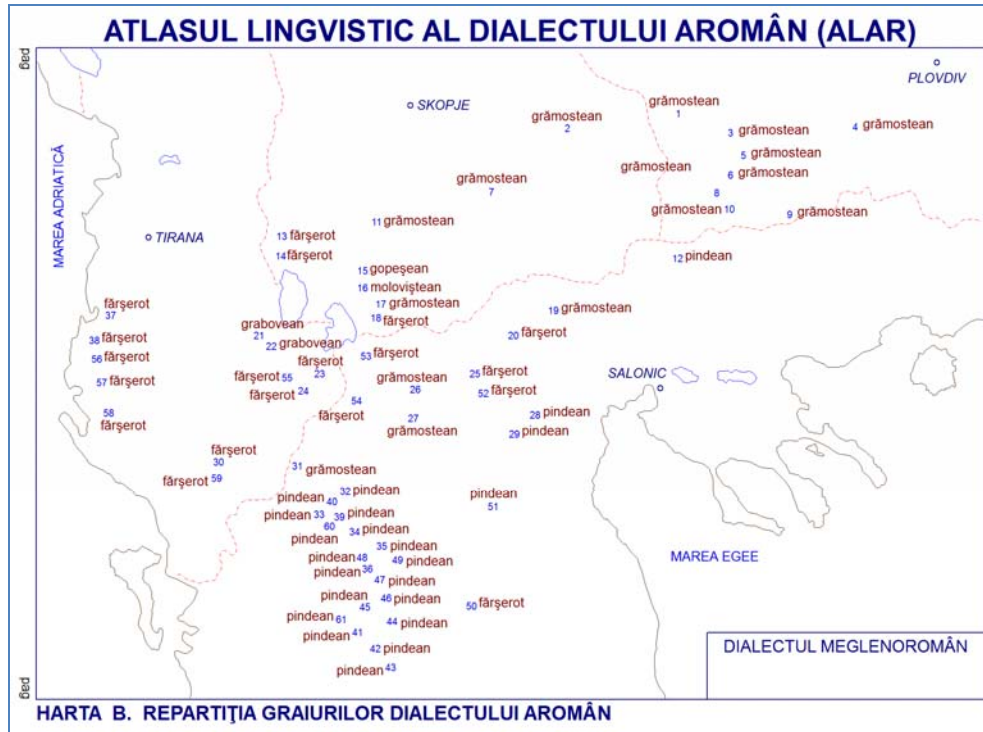 ATLASUL LINGVISTIC AL DIALECTULUI AROMÂN (ALAR)
pag
PLOVDIV
SKOPJE
grămostean
1
grămostean
2
3 grămostean
4 grămostean
5 grămostean
grămostean
6 grămostean
grămostean
7
8
MAREA ADRIATICĂ
grămostean 10
9 grămostean
11 grămostean
TIRANA
13 fărşerot
14 fărşerot
12 pindean
15 gopeşean
16 moloviştean
17 grămostean
18 fărşerot
fărşerot
37
19 grămostean
grabovean
21
20 fărşerot
38 fărşerot
22 grabovean
53 fărşerot
56 fărşerot
fărşerot
23
fărşerot 55
25 fărşerot
SALONIC
57 fărşerot
grămostean
26
fărşerot 24
52 fărşerot
54
fărşerot
58
fărşerot
27
grămostean
28 pindean
29 pindean
fărşerot
30
31 grămostean
fărşerot 59
32 pindean
pindean 40
pindean
51
pindean 33
39 pindean
60
34 pindean
pindean
35 pindean
MAREA EGEE
pindean 48
49 pindean
pindean 36
47 pindean
pindean
45
46 pindean
50 fărşerot
pindean 61
44 pindean
pindean 41
42 pindean
pindean 43
DIALECTUL MEGLENOROMÂN
pag
HARTA B. REPARTIŢIA GRAIURILOR DIALECTULUI AROMÂN